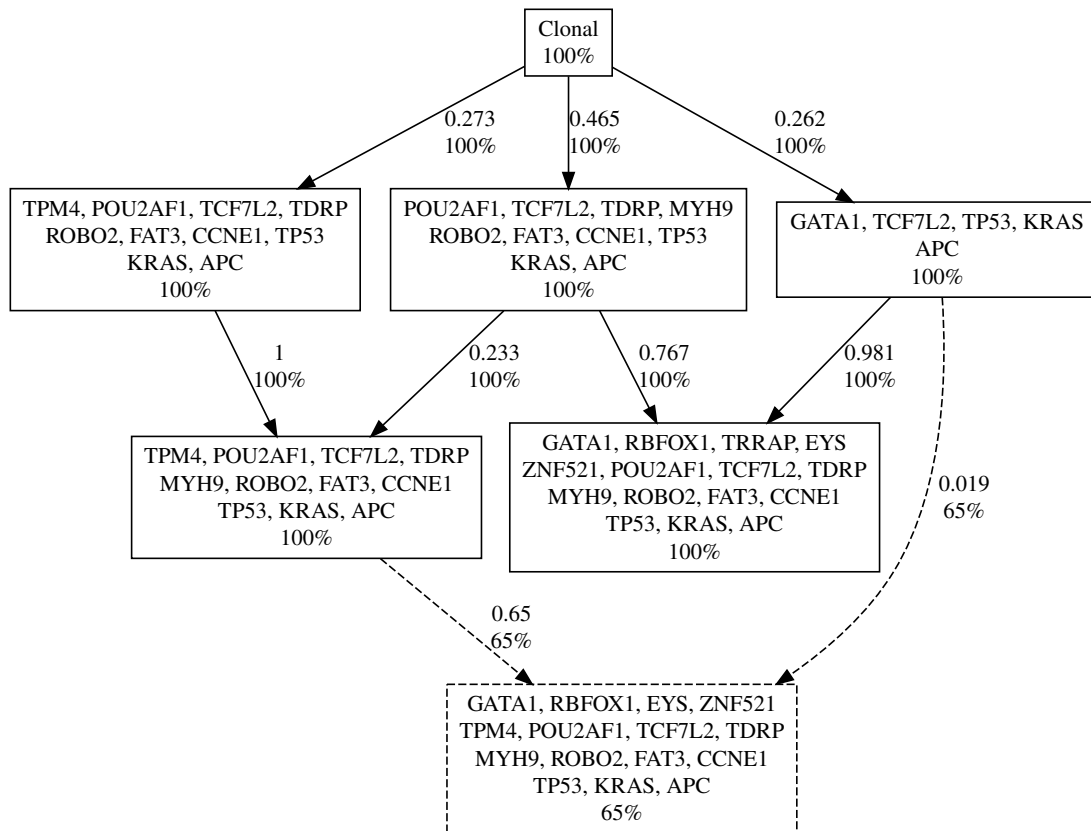 Clonal
100%
0.273
100%
0.465
100%
0.262
100%
TPM4, POU2AF1, TCF7L2, TDRP
ROBO2, FAT3, CCNE1, TP53
KRAS, APC
100%
POU2AF1, TCF7L2, TDRP, MYH9
ROBO2, FAT3, CCNE1, TP53
KRAS, APC
100%
GATA1, TCF7L2, TP53, KRAS
APC
100%
1
100%
0.233
100%
0.767
100%
0.981
100%
TPM4, POU2AF1, TCF7L2, TDRP
MYH9, ROBO2, FAT3, CCNE1
TP53, KRAS, APC
100%
GATA1, RBFOX1, TRRAP, EYS
ZNF521, POU2AF1, TCF7L2, TDRP
MYH9, ROBO2, FAT3, CCNE1
TP53, KRAS, APC
100%
0.019
65%
0.65
65%
GATA1, RBFOX1, EYS, ZNF521
TPM4, POU2AF1, TCF7L2, TDRP
MYH9, ROBO2, FAT3, CCNE1
TP53, KRAS, APC
65%